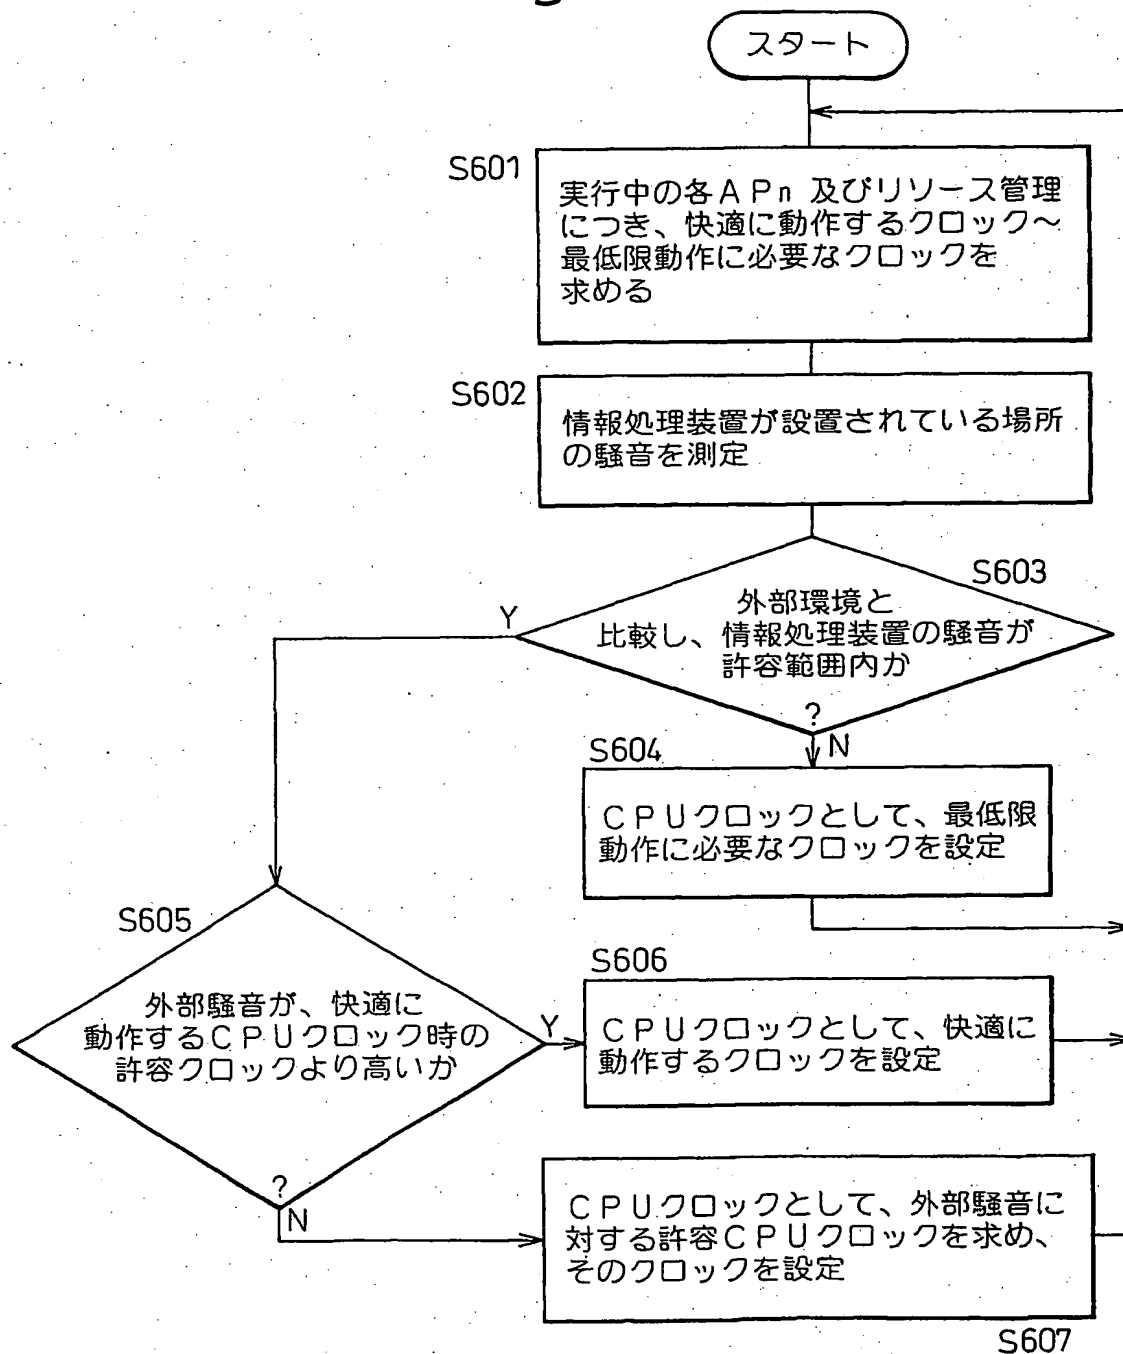 スタート
S601
実行中の各APn 及びリソース管理
につき、快適に動作するクロック～
最低限動作に必要なクロックを
求める
S602
情報処理装置が設置されている場所
の騒音を測定
S603
外部環境と
比較し、情報処理装置の騒音が
許容範囲内か
?
Y
N
S604
CPUクロックとして、最低限
動作に必要なクロックを設定
S605
外部騒音が、快適に
動作するCPUクロック時の
許容クロックより高いか
?
Y
N
S606
CPUクロックとして、快適に
動作するクロックを設定
CPUクロックとして、外部騒音に
対する許容CPUクロックを求め、
そのクロックを設定
S607